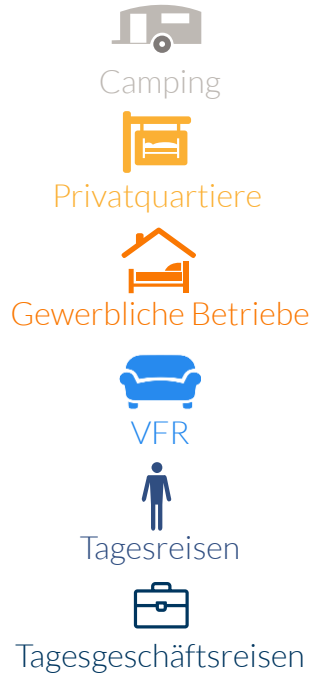 Camping
Privatquartiere
Gewerbliche Betriebe
VFR
Tagesreisen
Tagesgeschäftsreisen